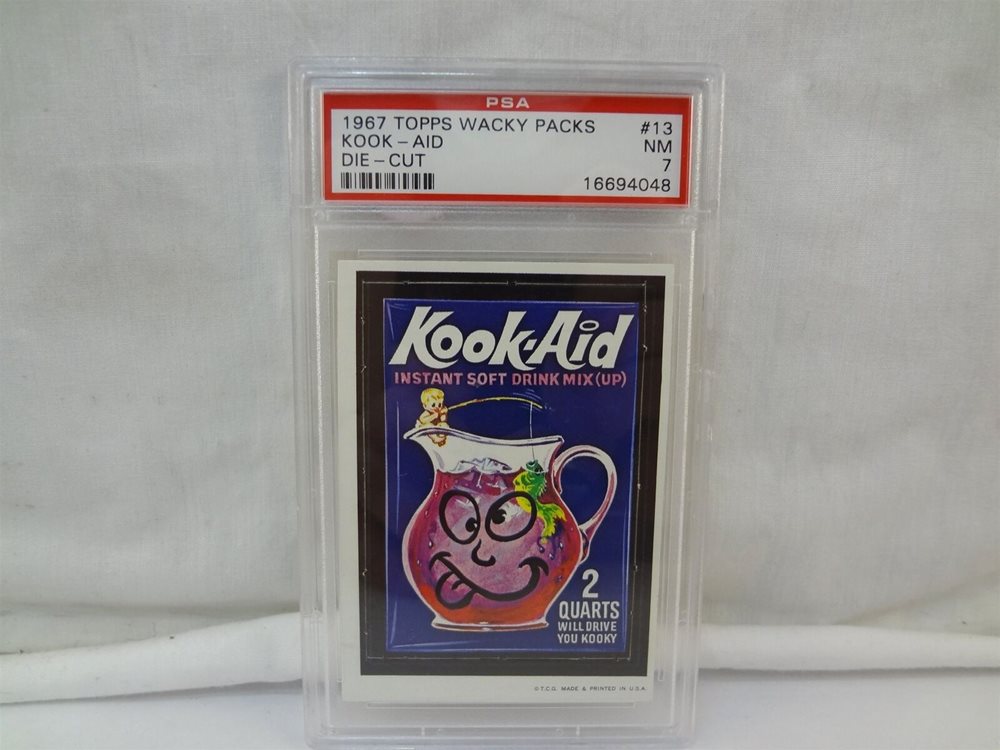 PSA
1967 TOPPS WACKY PACKS #13
KOOK-AID NM
DIE-CUT 7
16694048
Kook-Aid
INSTANT SOFT DRINK MIX (UP)
2
QUARTS
WILL DRIVE
YOU KOOKY
© T.C.G. MADE & PRINTED IN U.S.A.